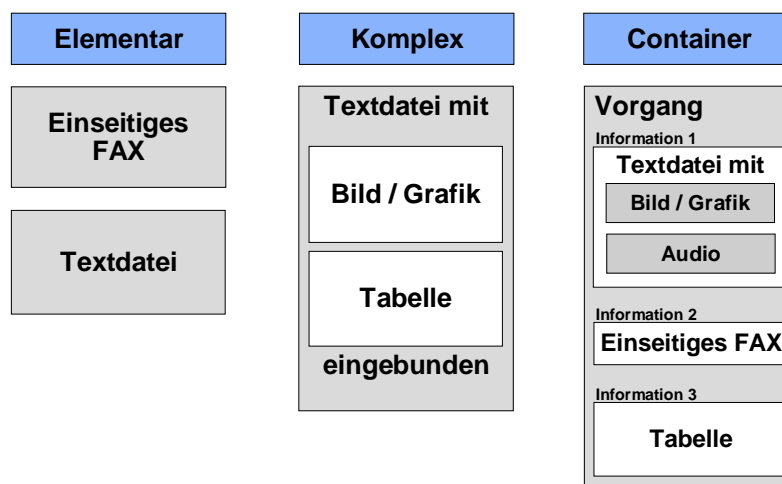 Elementar
Einseitiges
FAX
Textdatei
Komplex
Textdatei mit
Bild / Grafik
Tabelle
eingebunden
Container
Vorgang
Information 1
Textdatei mit
Bild / Grafik
Audio
Information 2
Einseitiges FAX
Information 3
Tabelle